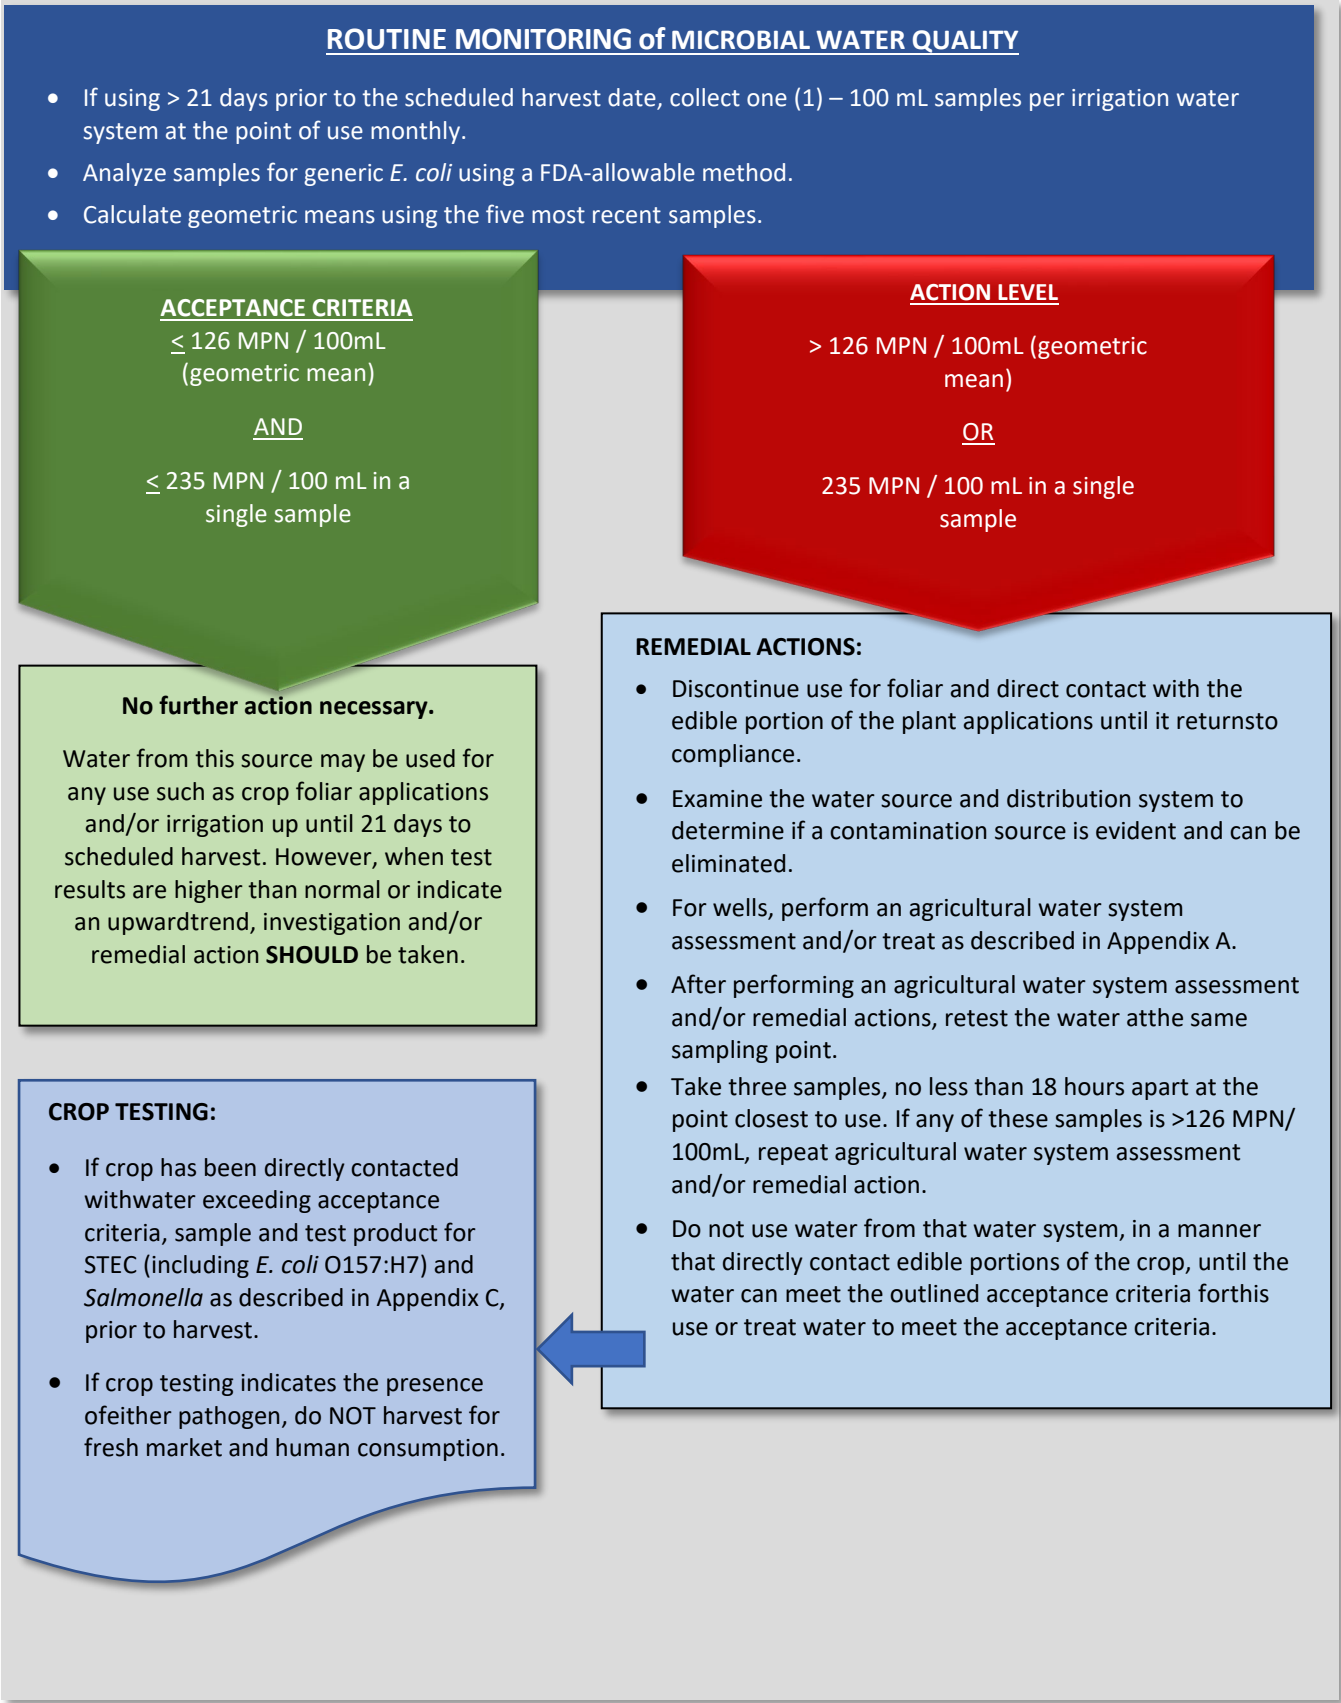 ROUTINE MONITORING of MICROBIAL WATER QUALITY
• If using > 21 days prior to the scheduled harvest date, collect one (1) – 100 mL samples per irrigation water
system at the point of use monthly.
• Analyze samples for generic E. coli using a FDA-allowable method.
• Calculate geometric means using the five most recent samples.
ACCEPTANCE CRITERIA
≤ 126 MPN / 100mL
(geometric mean)
AND
≤ 235 MPN / 100 mL in a
single sample
ACTION LEVEL
> 126 MPN / 100mL (geometric
mean)
OR
235 MPN / 100 mL in a single
sample
No further action necessary.
Water from this source may be used for
any use such as crop foliar applications
and/or irrigation up until 21 days to
scheduled harvest. However, when test
results are higher than normal or indicate
an upwardtrend, investigation and/or
remedial action SHOULD be taken.
REMEDIAL ACTIONS:
• Discontinue use for foliar and direct contact with the
edible portion of the plant applications until it returnsto
compliance.
• Examine the water source and distribution system to
determine if a contamination source is evident and can be
eliminated.
• For wells, perform an agricultural water system
assessment and/or treat as described in Appendix A.
• After performing an agricultural water system assessment
and/or remedial actions, retest the water atthe same
sampling point.
• Take three samples, no less than 18 hours apart at the
point closest to use. If any of these samples is >126 MPN/
100mL, repeat agricultural water system assessment
and/or remedial action.
• Do not use water from that water system, in a manner
that directly contact edible portions of the crop, until the
water can meet the outlined acceptance criteria forthis
use or treat water to meet the acceptance criteria.
CROP TESTING:
• If crop has been directly contacted
withwater exceeding acceptance
criteria, sample and test product for
STEC (including E. coli O157:H7) and
Salmonella as described in Appendix C,
prior to harvest.
• If crop testing indicates the presence
ofeither pathogen, do NOT harvest for
fresh market and human consumption.